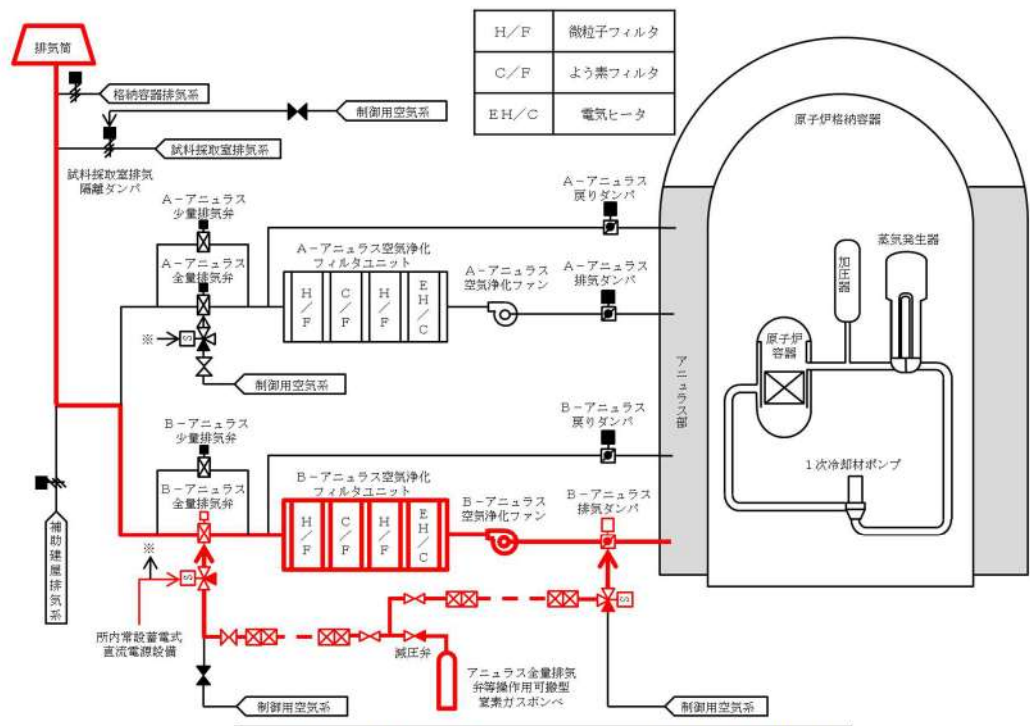 排気筒
H/F 微粒子フィルタ
C/F よう素フィルタ
EH/C 電気ヒータ
格納容器排気系
制御用空気系
試料採取室排気系
試料採取室排気
隔離ダンパ
原子炉格納容器
A-アニュラス
少量排気弁
A-アニュラス
戻りダンパ
A-アニュラス空気浄化
フィルタユニット
A-アニュラス
全量排気弁
H/F
C/F
H/F
EH/C
A-アニュラス
空気浄化ファン
A-アニュラス
排気ダンパ
蒸気発生器
加圧器
原子炉
容器
※
S
制御用空気系
アニュラス部
1次冷却材ポンプ
B-アニュラス
少量排気弁
B-アニュラス
戻りダンパ
B-アニュラス空気浄化
フィルタユニット
B-アニュラス
全量排気弁
H/F
C/F
H/F
EH/C
B-アニュラス
空気浄化ファン
B-アニュラス
排気ダンパ
補助建屋排気系
※
S
S
所内常設蓄電式
直流電源設備
減圧弁
アニュラス全量排気
弁等操作用可搬型
窒素ガスボンベ
制御用空気系
制御用空気系